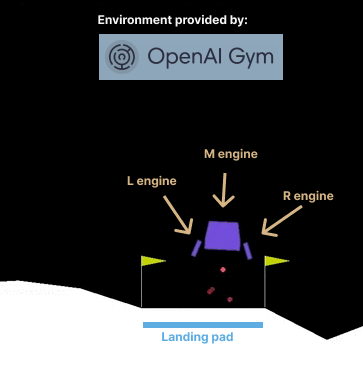 Environment provided by:
OpenAI Gym
M engine
L engine
R engine
Landing pad